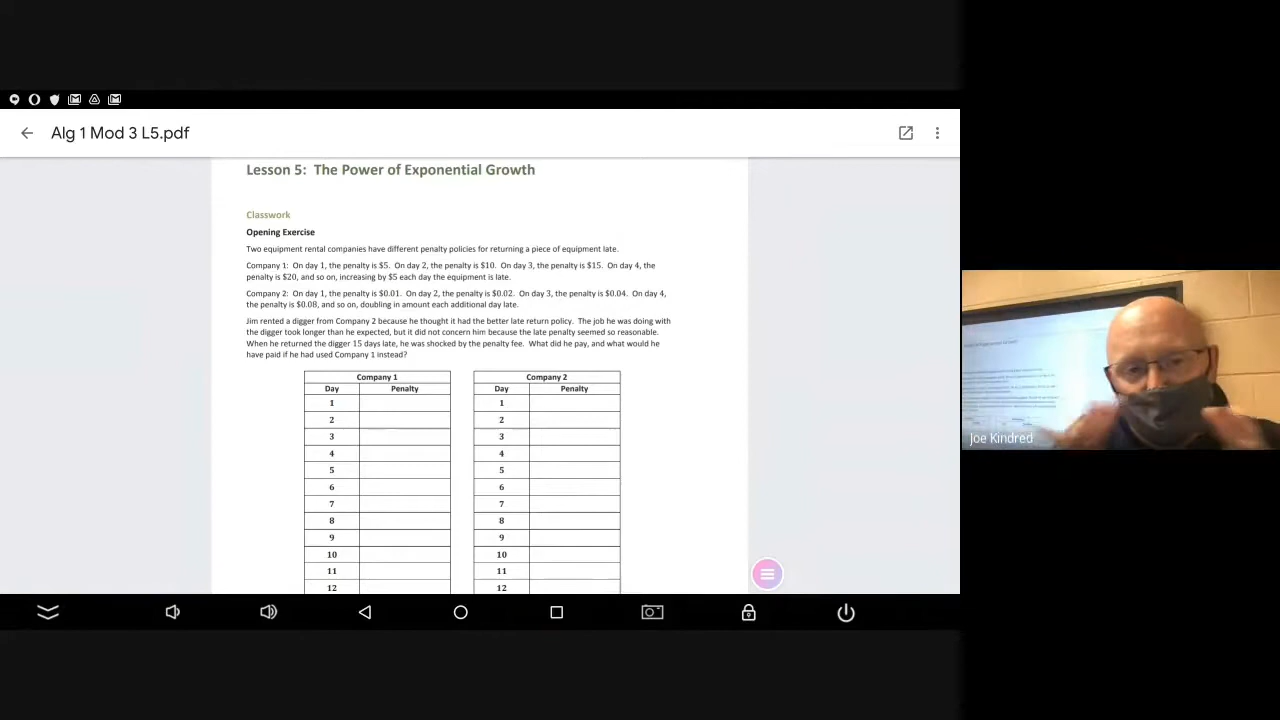 Alg 1 Mod 3 L5.pdf
Lesson 5: The Power of Exponential Growth
Classwork
Opening Exercise
Two equipment rental companies have different penalty policies for returning a piece of equipment late.
Company 1: On day 1, the penalty is $5. On day 2, the penalty is $10. On day 3, the penalty is $15. On day 4, the
penalty is $20, and so on, increasing by $5 each day the equipment is late.
Company 2: On day 1, the penalty is $0.01. On day 2, the penalty is $0.02. On day 3, the penalty is $0.04. On day 4,
the penalty is $0.08, and so on, doubling in amount each additional day late.
Jim rented a digger from Company 2 because he thought it had the better late return policy. The job he was doing with
the digger took longer than he expected, but it did not concern him because the late penalty seemed so reasonable.
When he returned the digger 15 days late, he was shocked by the penalty fee. What did he pay, and what would he
have paid if he had used Company 1 instead?
Company 1 Company 2
Day Penalty Day Penalty
1 1
2 2
3 3
4 4
5 5
6 6
7 7
8 8
9 9
10 10
11 11
12 12
Joe Kindred